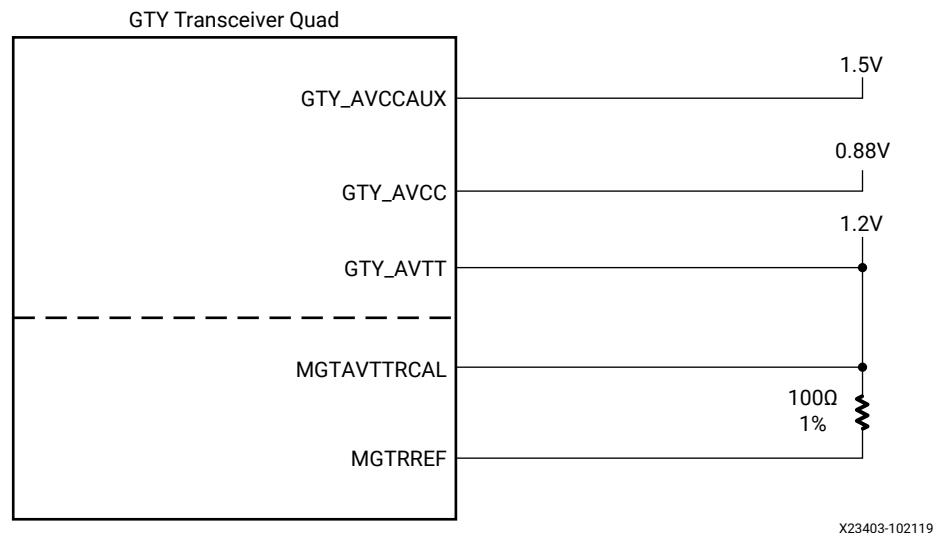 GTY Transceiver Quad
1.5V
GTY_AVCCAUX
0.88V
GTY_AVCC
1.2V
GTY_AVTT
MGTAVTTRCAL
100Ω
1%
MGTRREF
X23403-102119